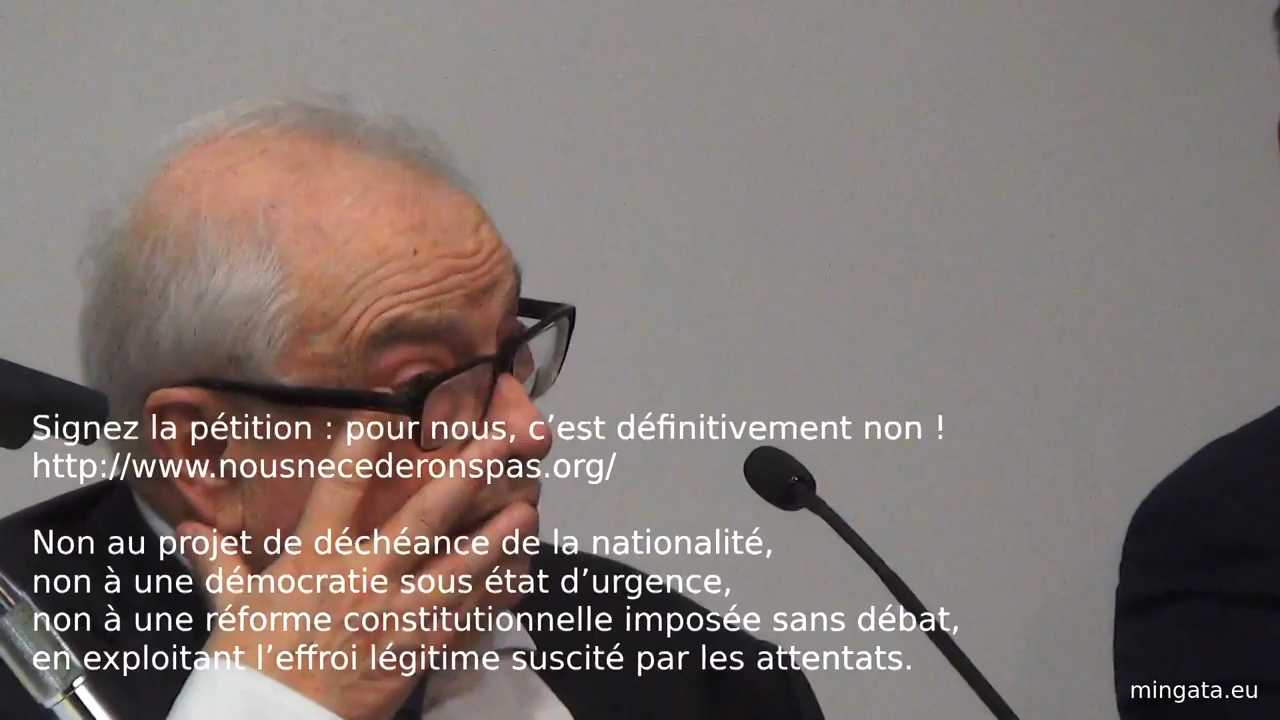 Signez la pétition : pour nous, c’est définitivement non !
http://www.nousnecederonspas.org/
Non au projet de déchéance de la nationalité,
non à une démocratie sous état d’urgence,
non à une réforme constitutionnelle imposée sans débat,
en exploitant l’effroi légitime suscité par les attentats.
mingata.eu